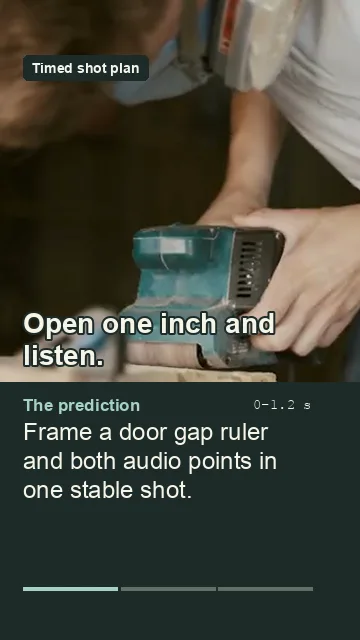 Timed shot plan
Open one inch and
listen.
The prediction
0–1.2 s
Frame a door gap ruler
and both audio points in
one stable shot.